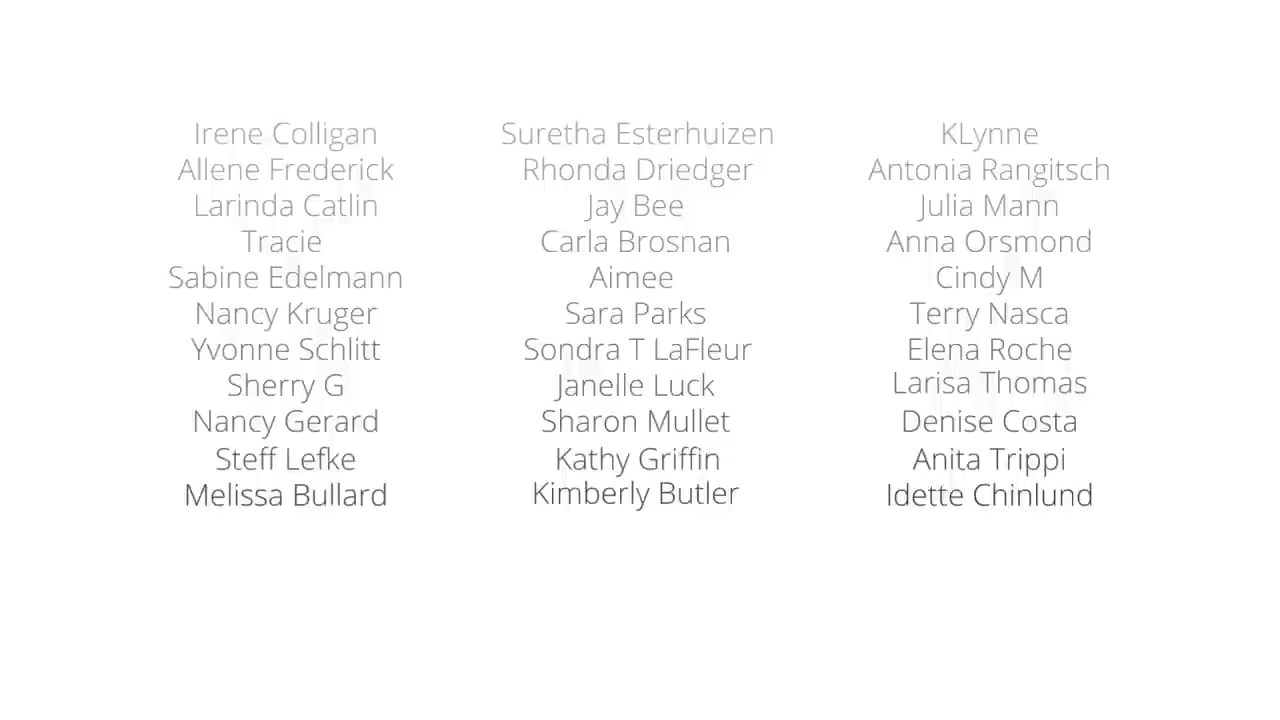 Irene Colligan
Allene Frederick
Larinda Catlin
Tracie
Sabine Edelmann
Nancy Kruger
Yvonne Schlitt
Sherry G
Nancy Gerard
Steff Lefke
Melissa Bullard
Suretha Esterhuizen
Rhonda Driedger
Jay Bee
Carla Brosnan
Aimee
Sara Parks
Sondra T LaFleur
Janelle Luck
Sharon Mullet
Kathy Griffin
Kimberly Butler
KLynne
Antonia Rangitsch
Julia Mann
Anna Orsmond
Cindy M
Terry Nasca
Elena Roche
Larisa Thomas
Denise Costa
Anita Trippi
Idette Chinlund